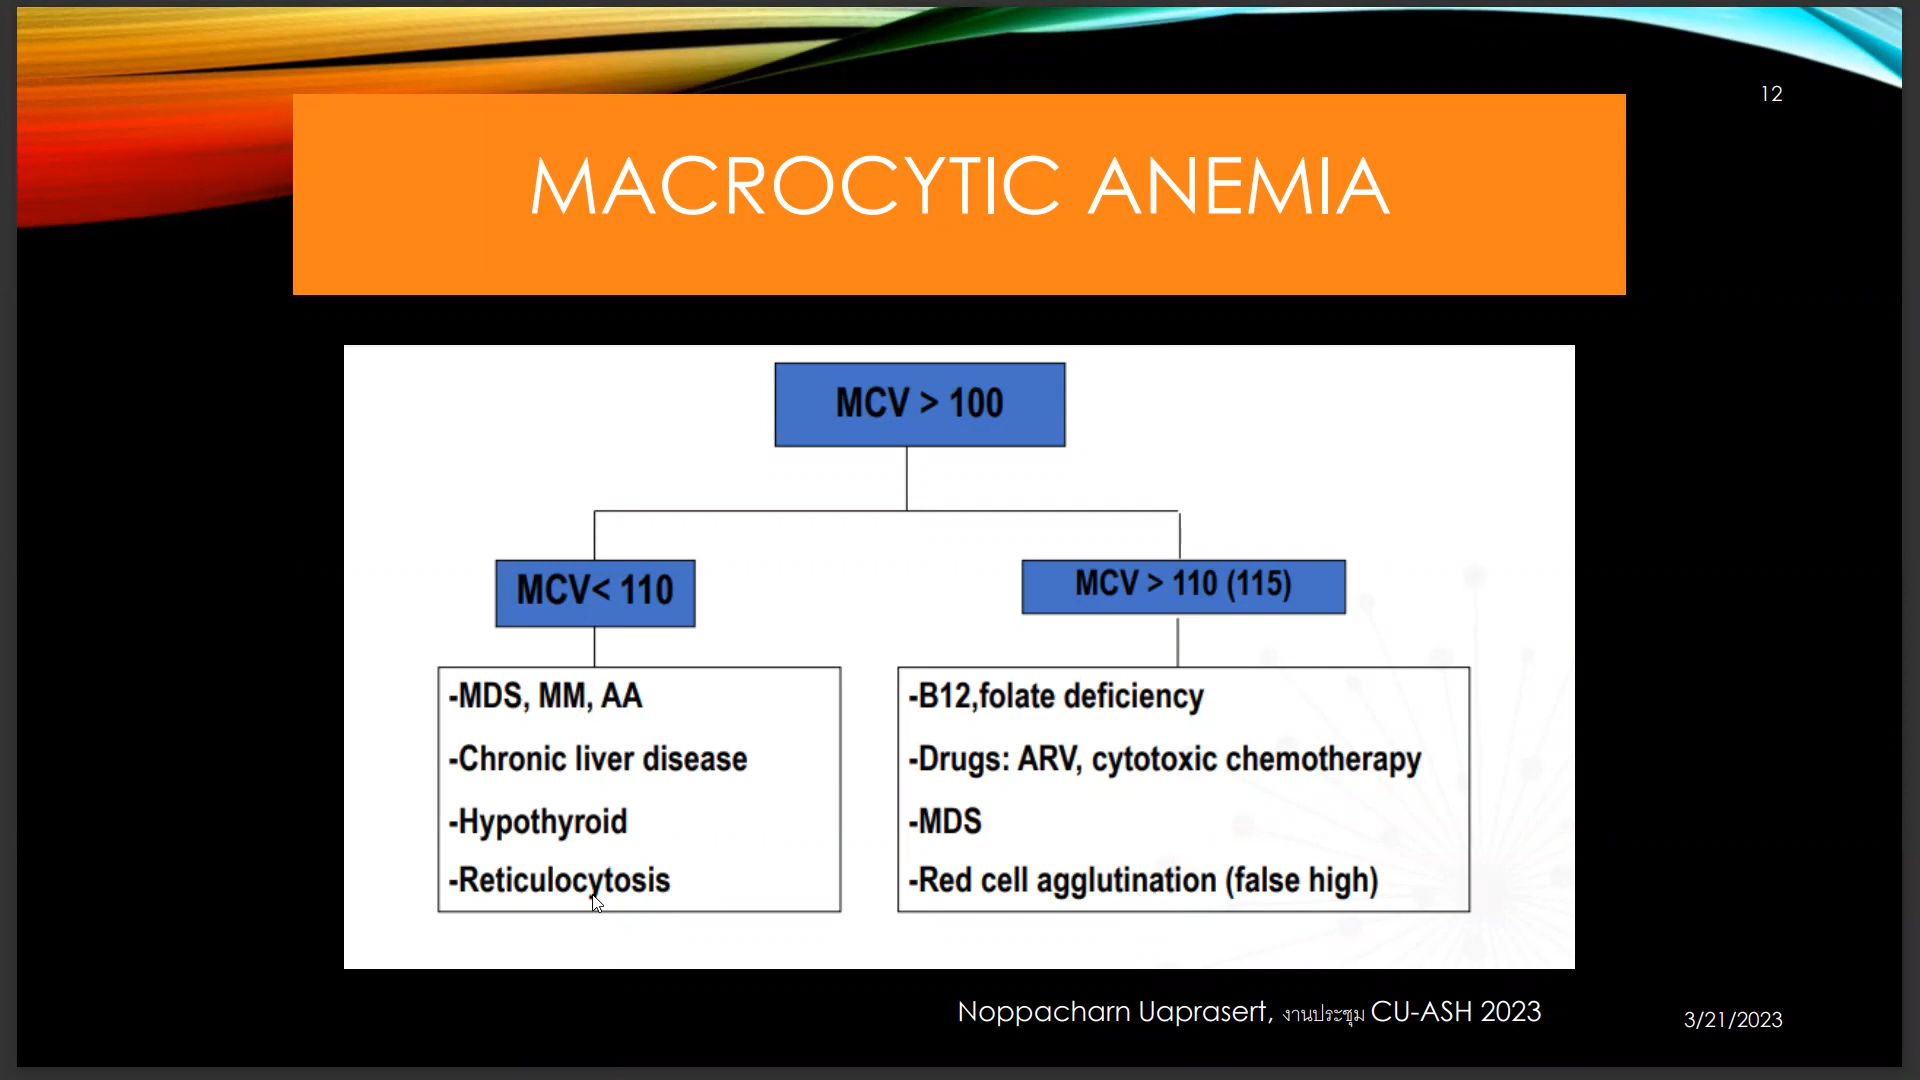 12
MACROCYTIC ANEMIA
MCV > 100
MCV< 110
-MDS, MM, AA
-Chronic liver disease
-Hypothyroid
-Reticulocytosis
MCV > 110 (115)
-B12,folate deficiency
-Drugs: ARV, cytotoxic chemotherapy
-MDS
-Red cell agglutination (false high)
Noppacharn Uaprasert, งานประชุม CU-ASH 2023
3/21/2023